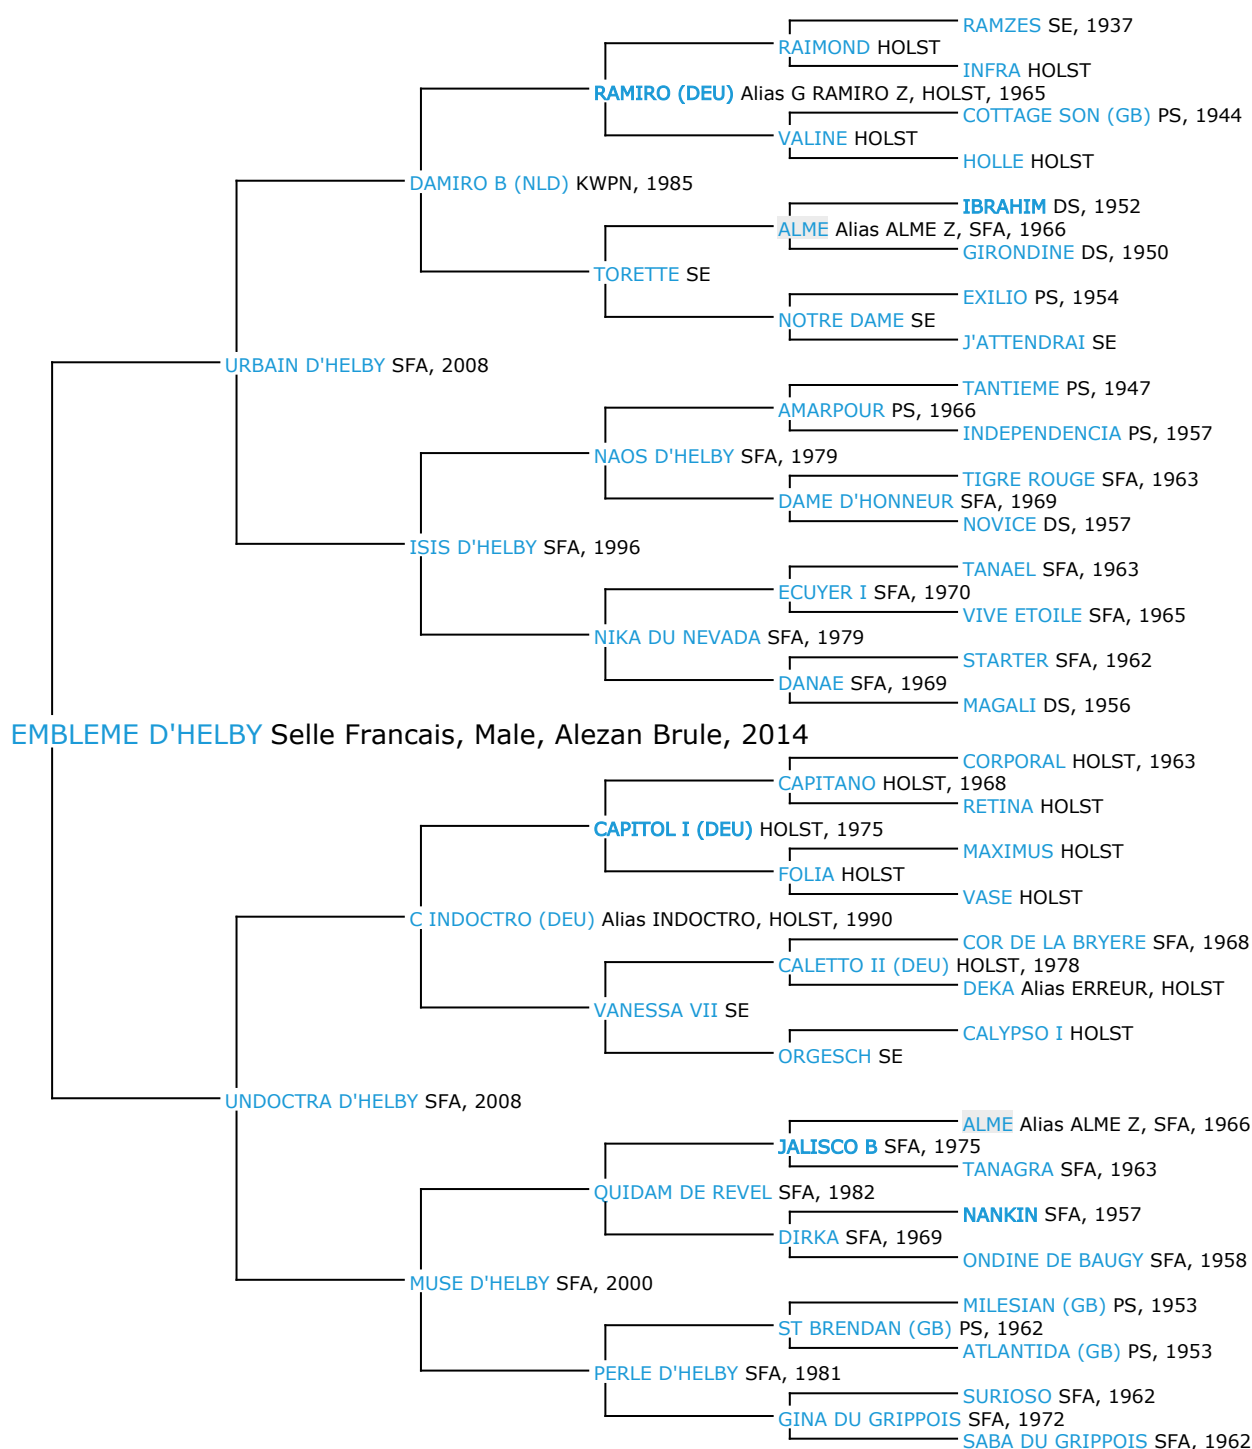 RAMZES SE, 1937
RAIMOND HOLST
INFRA HOLST
RAMIRO (DEU) Alias G RAMIRO Z, HOLST, 1965
COTTAGE SON (GB) PS, 1944
VALINE HOLST
HOLLE HOLST
DAMIRO B (NLD) KWPN, 1985
IBRAHIM DS, 1952
ALME Alias ALME Z, SFA, 1966
GIRONDINE DS, 1950
TORETTE SE
EXILIO PS, 1954
NOTRE DAME SE
J'ATTENDRAI SE
URBAIN D'HELBY SFA, 2008
TANTIEME PS, 1947
AMARPOUR PS, 1966
INDEPENDENCIA PS, 1957
NAOS D'HELBY SFA, 1979
TIGRE ROUGE SFA, 1963
DAME D'HONNEUR SFA, 1969
NOVICE DS, 1957
ISIS D'HELBY SFA, 1996
TANAEL SFA, 1963
ECUYER I SFA, 1970
VIVE ETOILE SFA, 1965
NIKA DU NEVADA SFA, 1979
STARTER SFA, 1962
DANAE SFA, 1969
MAGALI DS, 1956
EMBLEME D'HELBY Selle Francais, Male, Alezan Brule, 2014
CORPORAL HOLST, 1963
CAPITANO HOLST, 1968
RETINA HOLST
CAPITOL I (DEU) HOLST, 1975
MAXIMUS HOLST
FOLIA HOLST
VASE HOLST
C INDOCTRO (DEU) Alias INDOCTRO, HOLST, 1990
COR DE LA BRYERE SFA, 1968
CALETTO II (DEU) HOLST, 1978
DEKA Alias ERREUR, HOLST
VANESSA VII SE
CALYPSO I HOLST
ORGESCH SE
UNDOCTRA D'HELBY SFA, 2008
ALME Alias ALME Z, SFA, 1966
JALISCO B SFA, 1975
TANAGRA SFA, 1963
QUIDAM DE REVEL SFA, 1982
NANKIN SFA, 1957
DIRKA SFA, 1969
ONDINE DE BAUGY SFA, 1958
MUSE D'HELBY SFA, 2000
MILESIAN (GB) PS, 1953
ST BRENDAN (GB) PS, 1962
ATLANTIDA (GB) PS, 1953
PERLE D'HELBY SFA, 1981
SURIOSO SFA, 1962
GINA DU GRIPPOIS SFA, 1972
SABA DU GRIPPOIS SFA, 1962